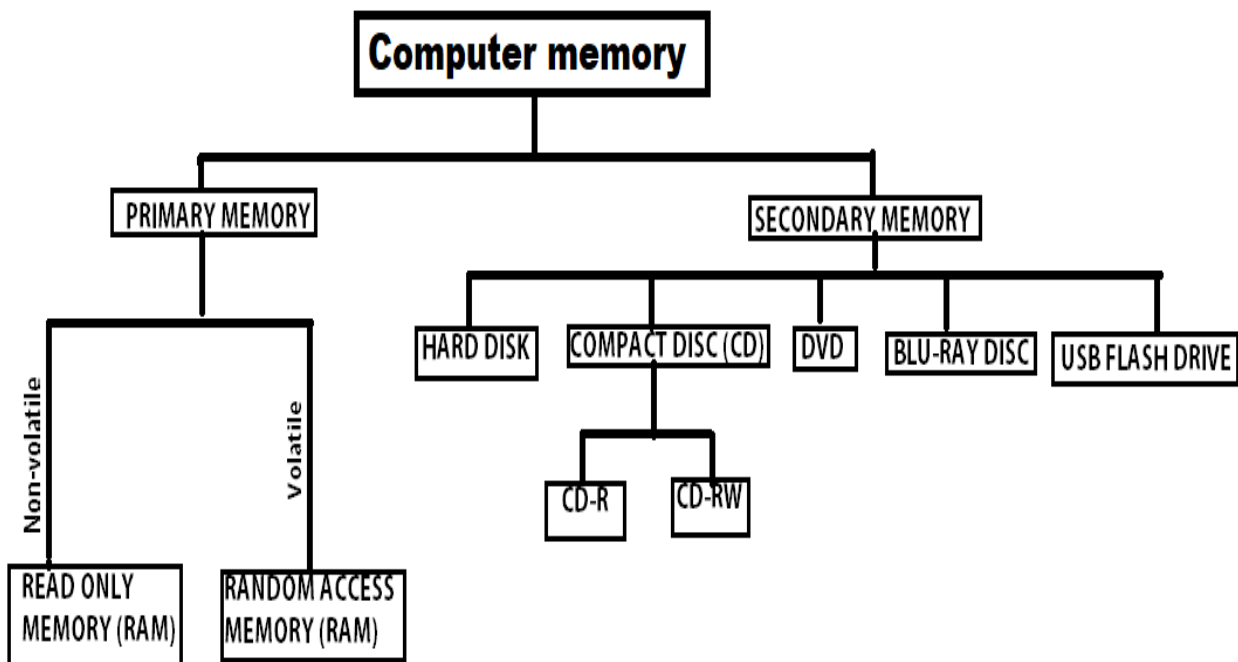 Computer memory
PRIMARY MEMORY
SECONDARY MEMORY
HARD DISK
COMPACT DISC (CD)
DVD
BLU-RAY DISC
USB FLASH DRIVE
Non-volatile
Volatile
CD-R
CD-RW
READ ONLY
MEMORY (RAM)
RANDOM ACCESS
MEMORY (RAM)